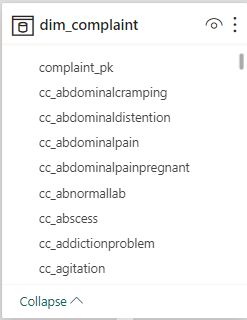 dim_complaint
complaint_pk
cc_abdominalcramping
cc_abdominaldistention
cc_abdominalpain
cc_abdominalpainpregnant
cc_abnormallab
cc_abscess
cc_addictionproblem
cc_agitation
Collapse